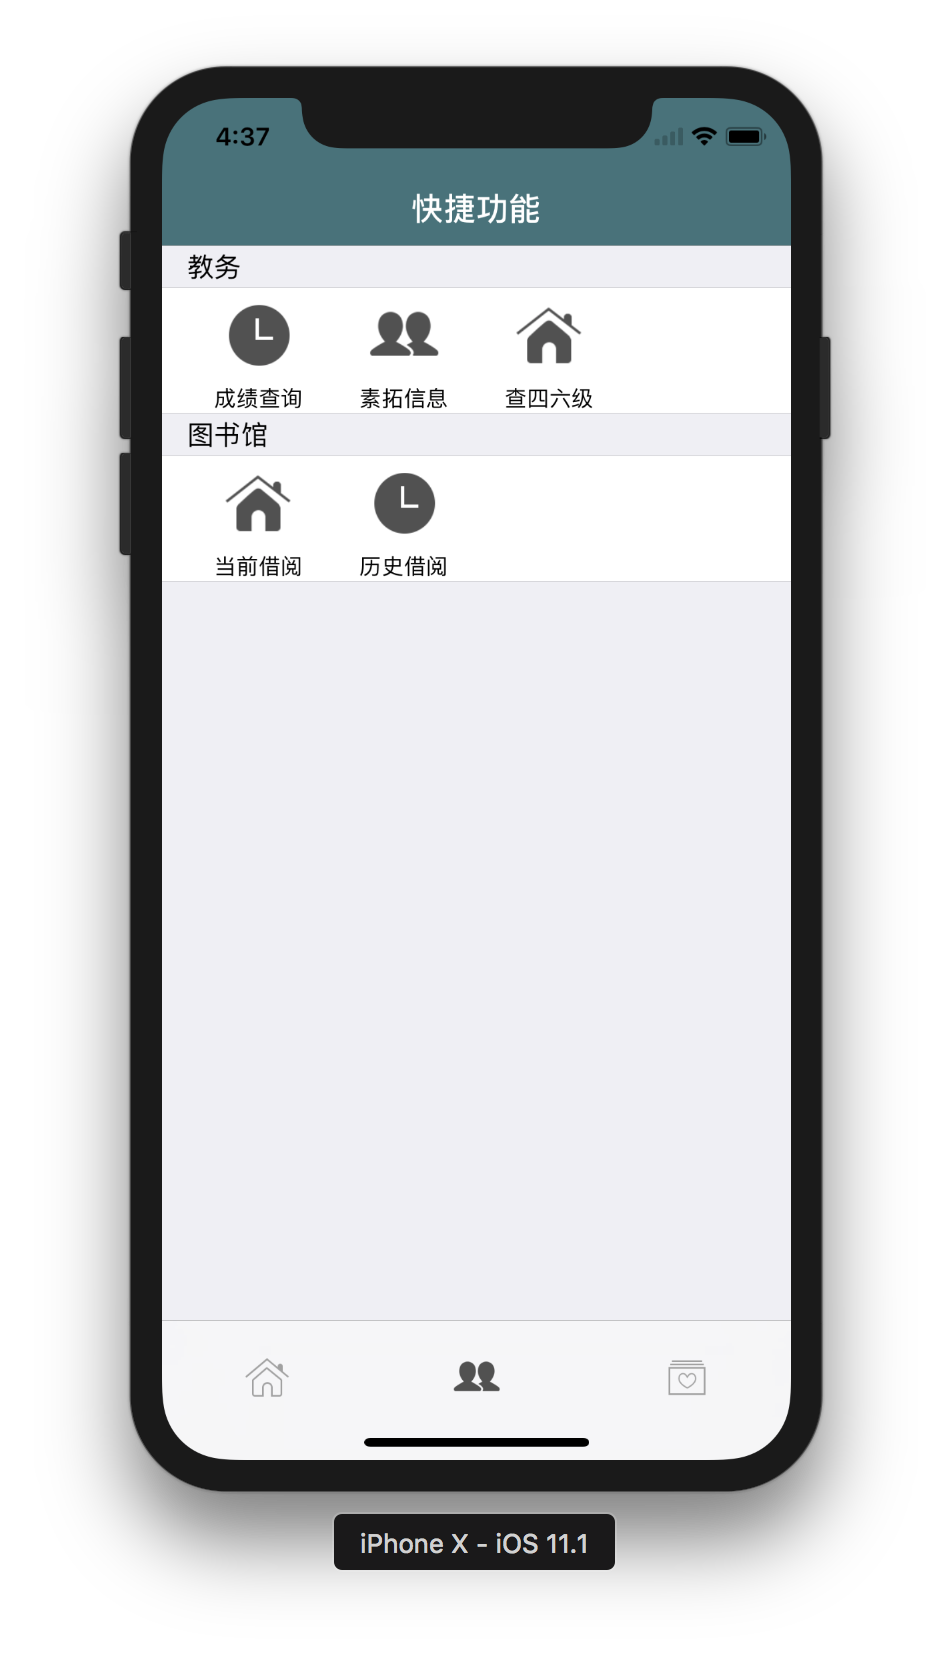 4:37
快捷功能
教务
成绩查询 素拓信息 查四六级
图书馆
当前借阅 历史借阅
iPhone X - iOS 11.1